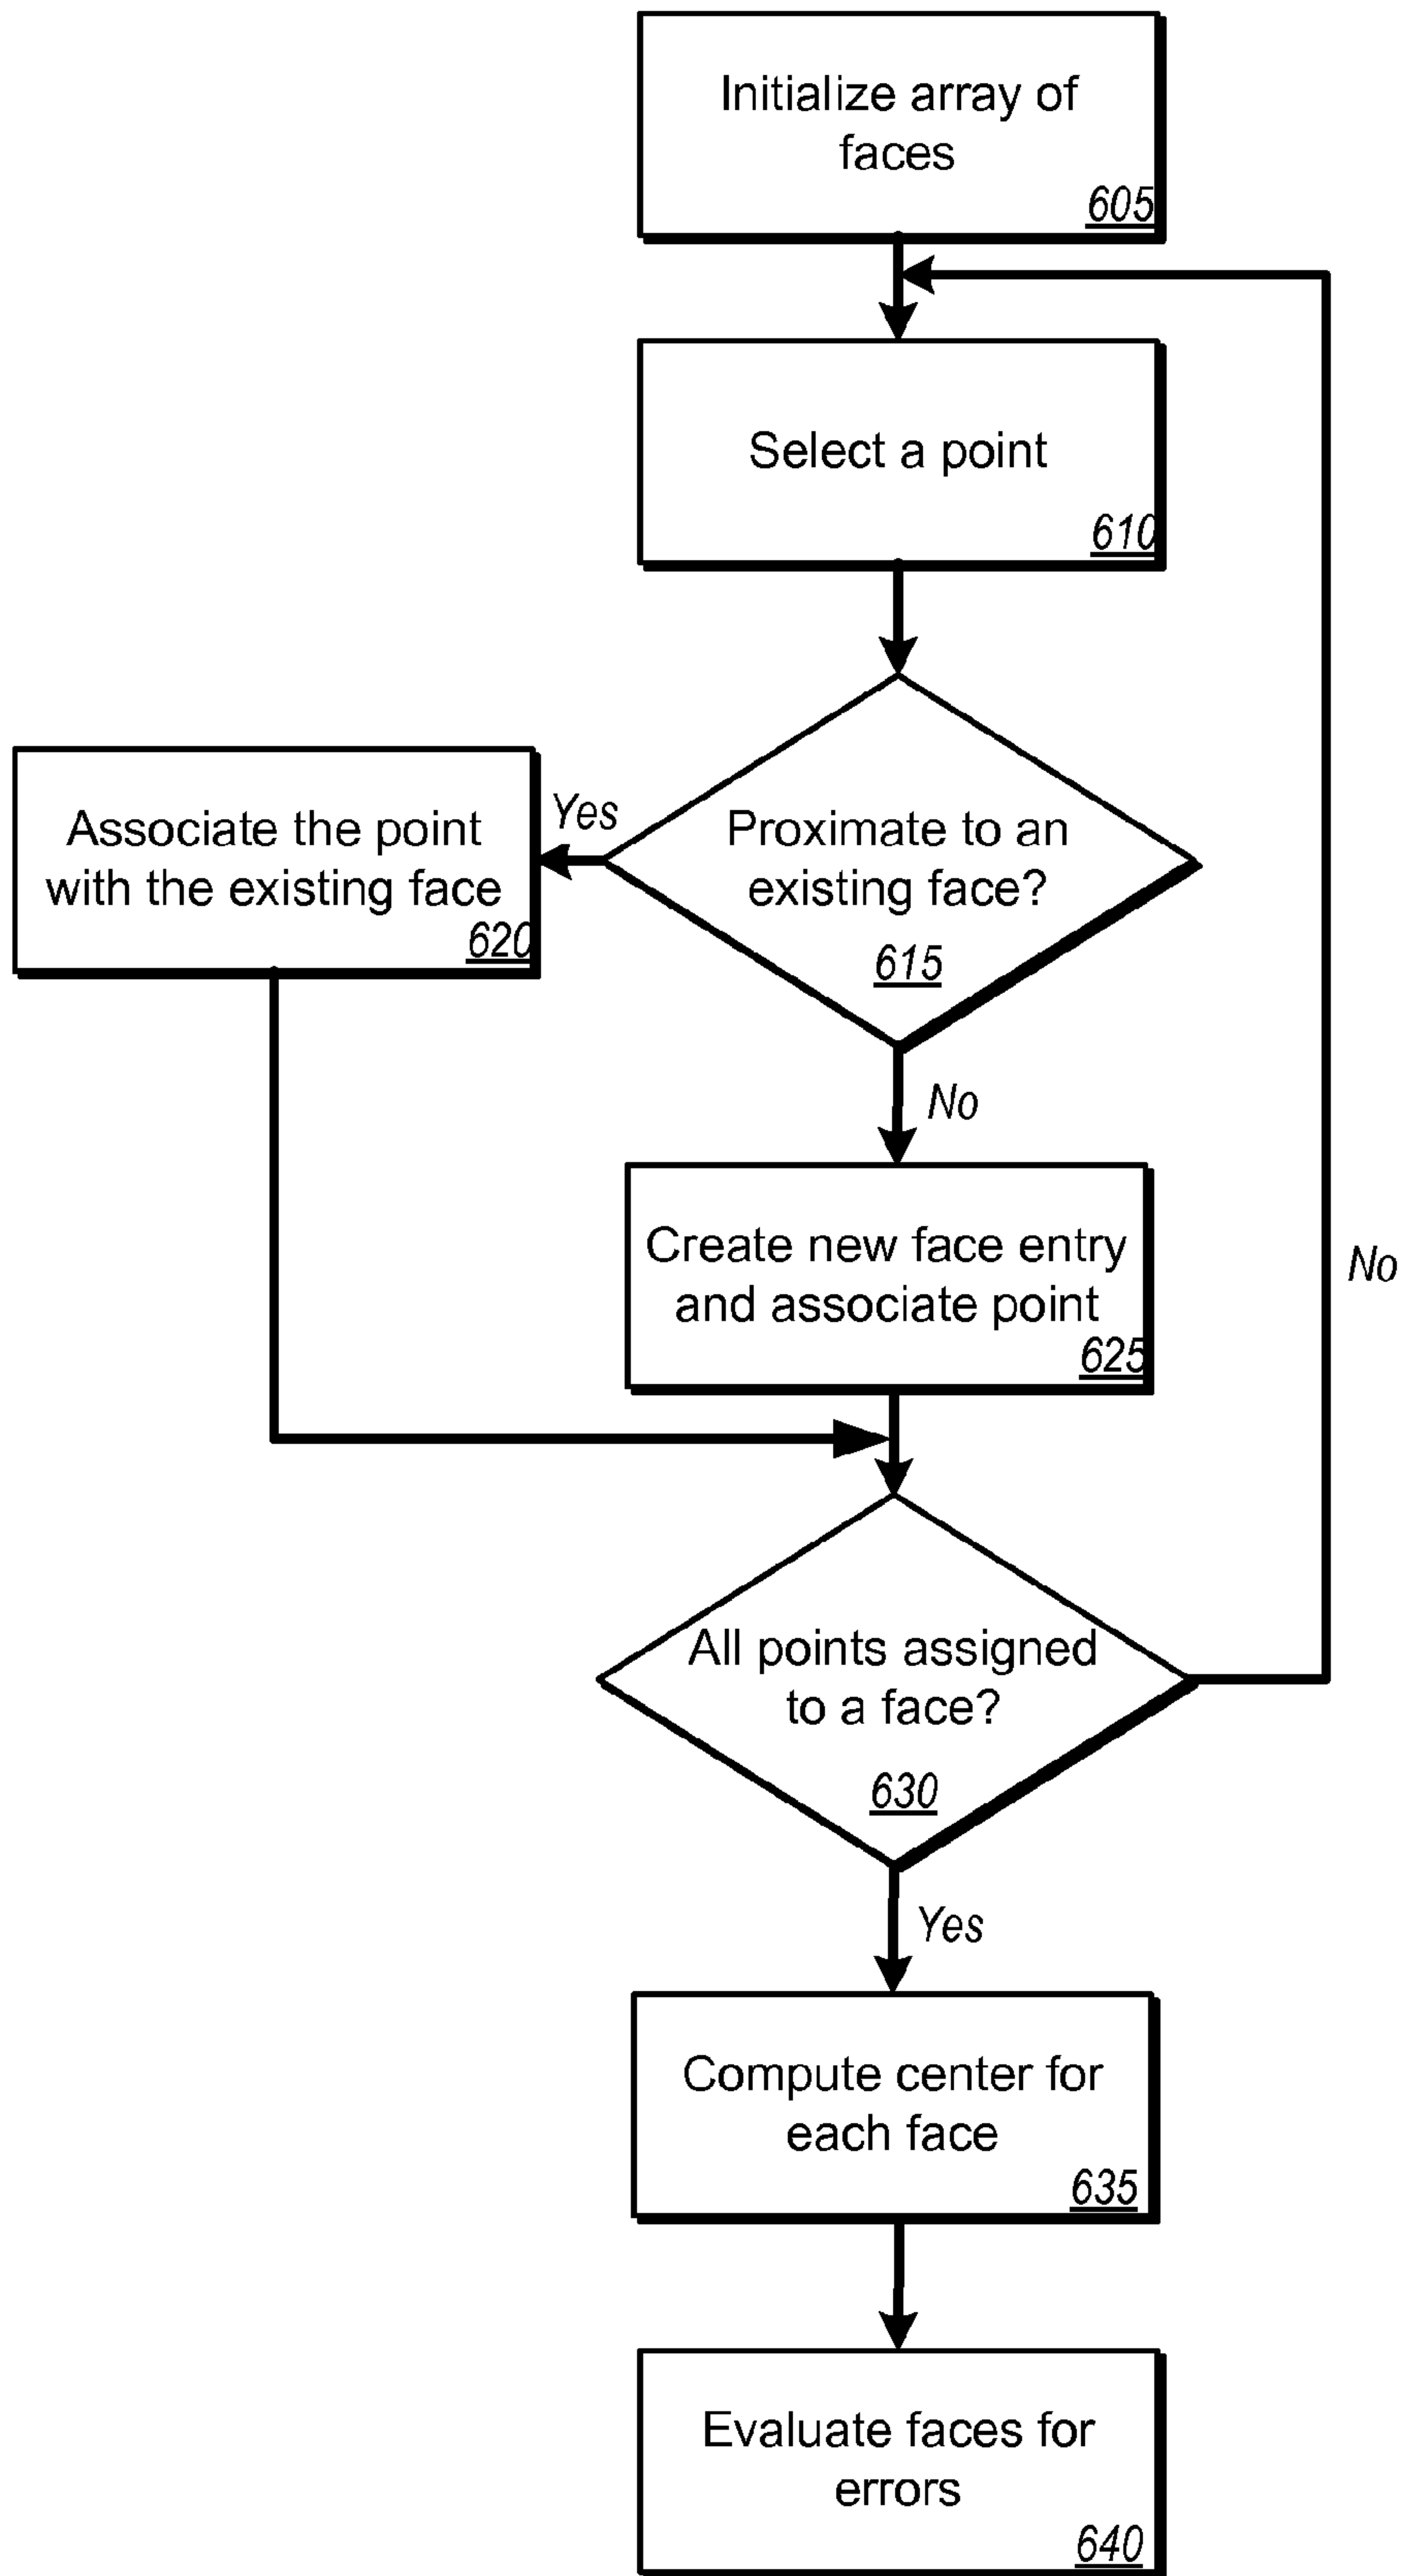 Initialize array of
faces
605
Select a point
610
Proximate to an
existing face?
615
Yes
Associate the point
with the existing face
620
No
Create new face entry
and associate point
625
No
All points assigned
to a face?
630
Yes
Compute center for
each face
635
Evaluate faces for
errors
640